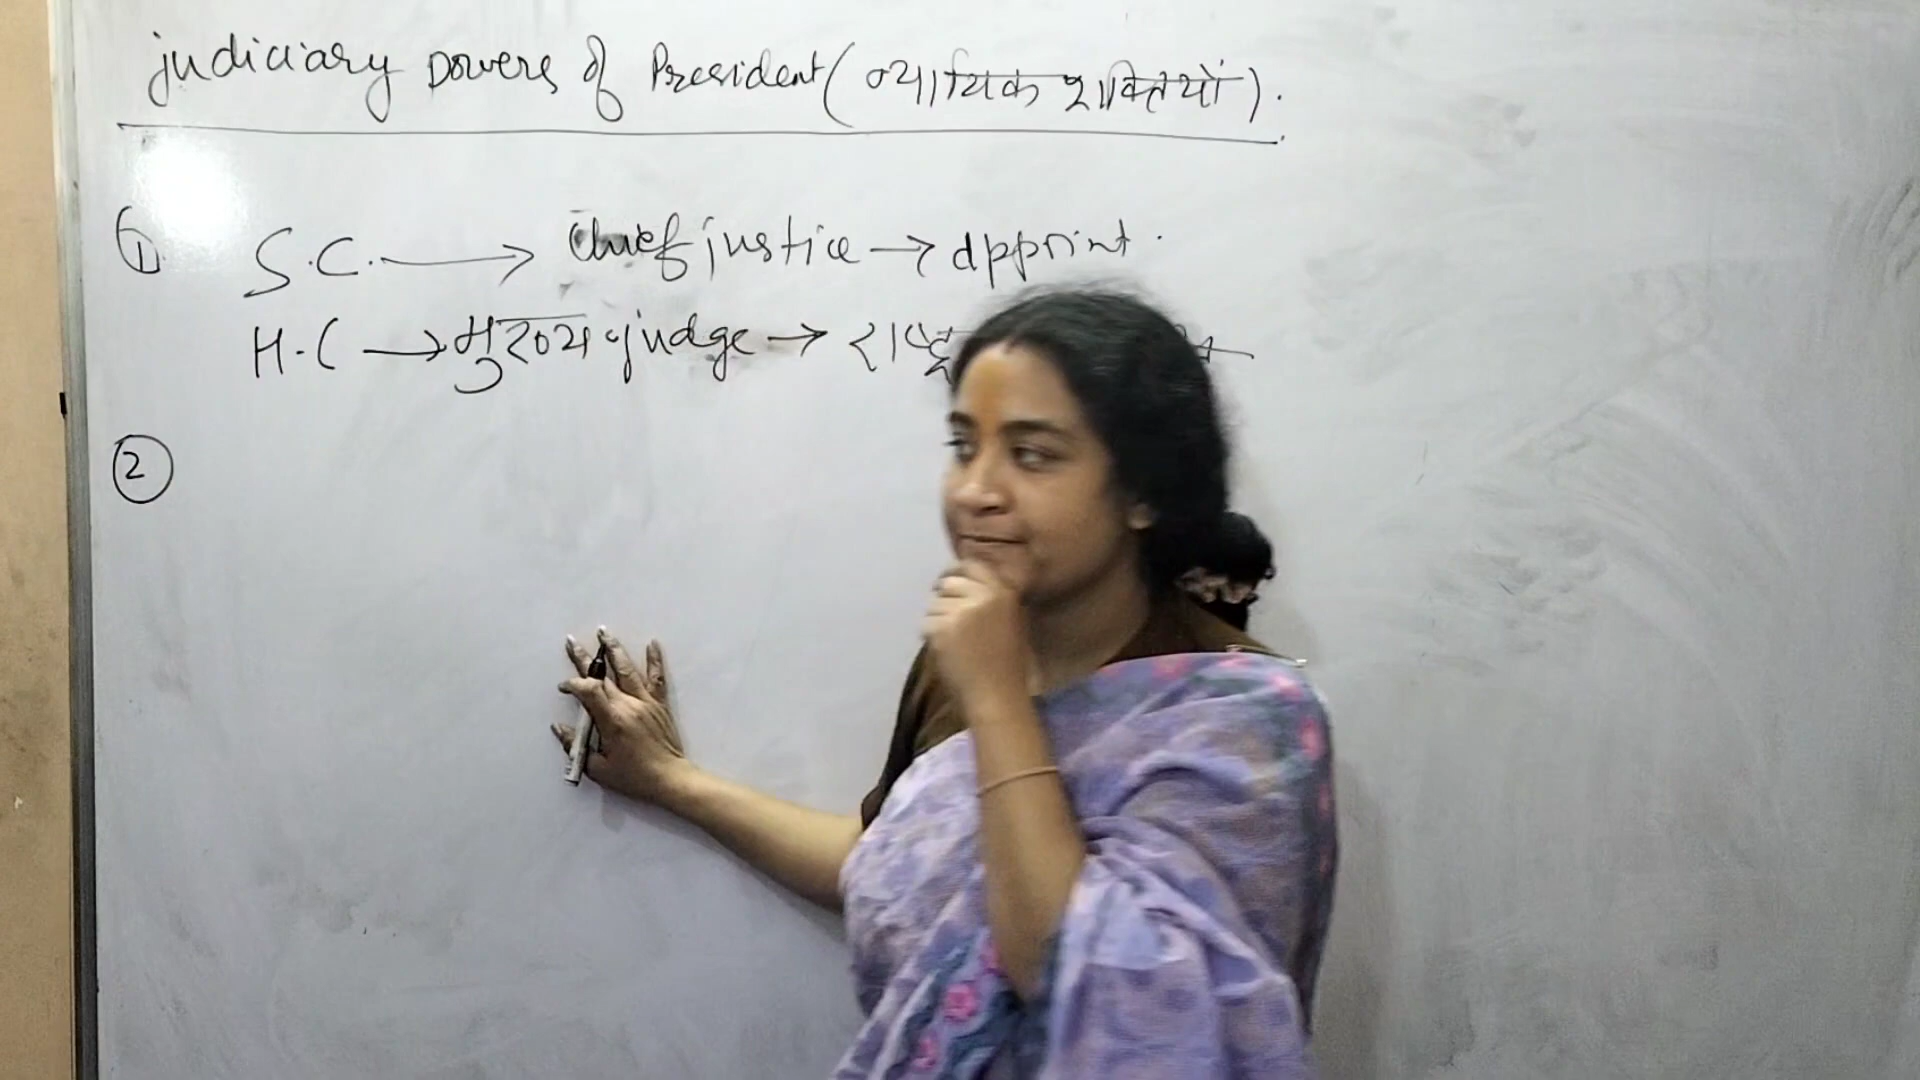 judiciary powers of President (न्यायिक शक्तियों).
① S.C. → Chief justice → appoint.
H.C → मुख्य judge →
②